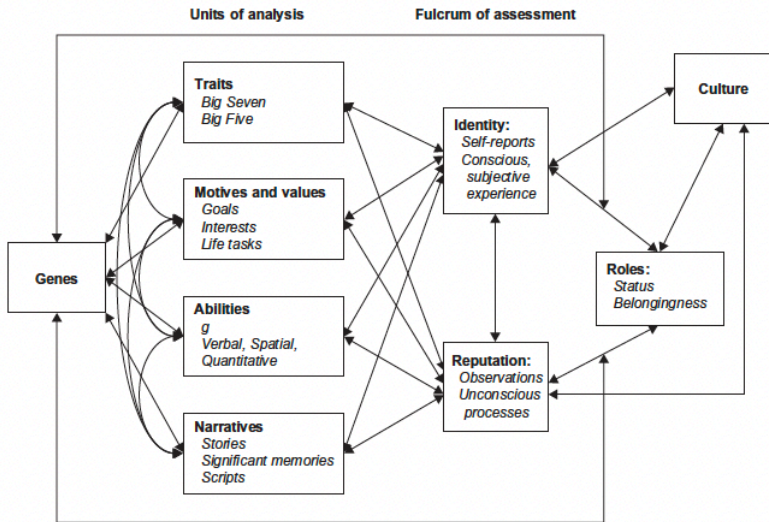 Units of analysis
Fulcrum of assessment
Traits
Big Seven
Big Five
Motives and values
Goals
Interests
Life tasks
Abilities
g
Verbal, Spatial,
Quantitative
Narratives
Stories
Significant memories
Scripts
Genes
Identity:
Self-reports
Conscious,
subjective
experience
Reputation:
Observations
Unconscious
processes
Culture
Roles:
Status
Belongingness